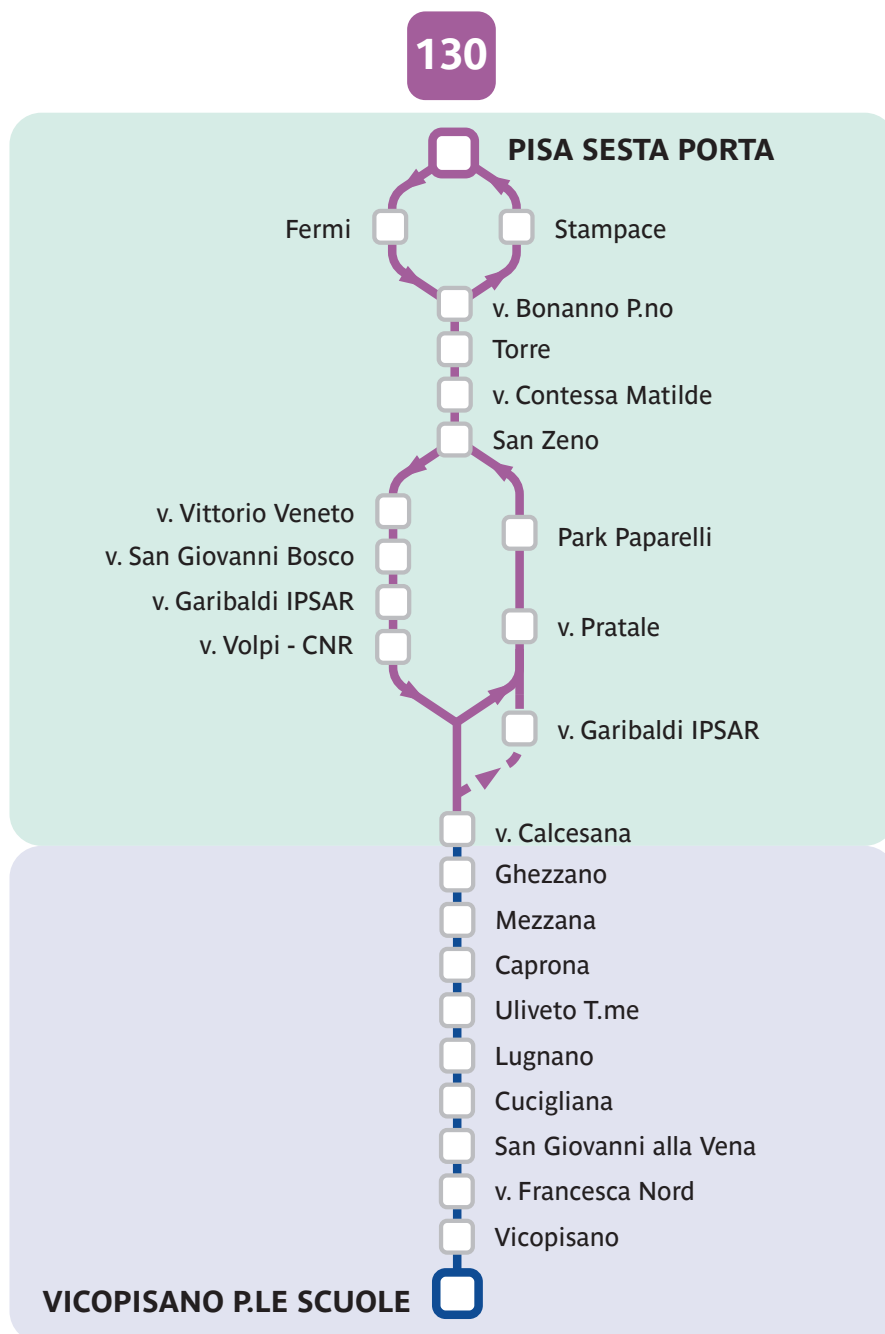 130
PISA SESTA PORTA
Fermi
Stampace
v. Bonanno P.no
Torre
v. Contessa Matilde
San Zeno
v. Vittorio Veneto
Park Paparelli
v. San Giovanni Bosco
v. Garibaldi IPSAR
v. Pratale
v. Volpi - CNR
v. Garibaldi IPSAR
v. Calcesana
Ghezzano
Mezzana
Caprona
Uliveto T.me
Lugnano
Cucigliana
San Giovanni alla Vena
v. Francesca Nord
Vicopisano
VICOPISANO P.LE SCUOLE